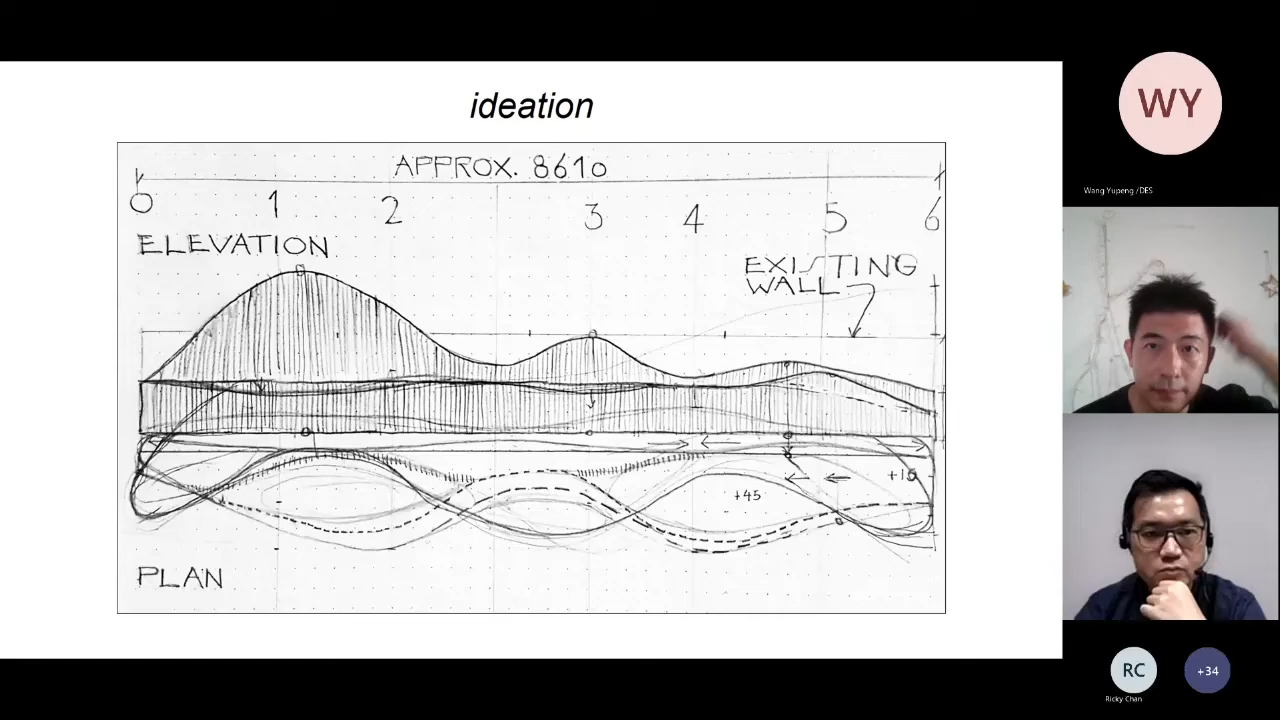 ideation
APPROX. 8610
0 1 2 3 4 5 6
ELEVATION
EXISTING
WALL
+10
+45
PLAN
WY
Wang Yupeng /DES
RC
+34
Ricky Chan